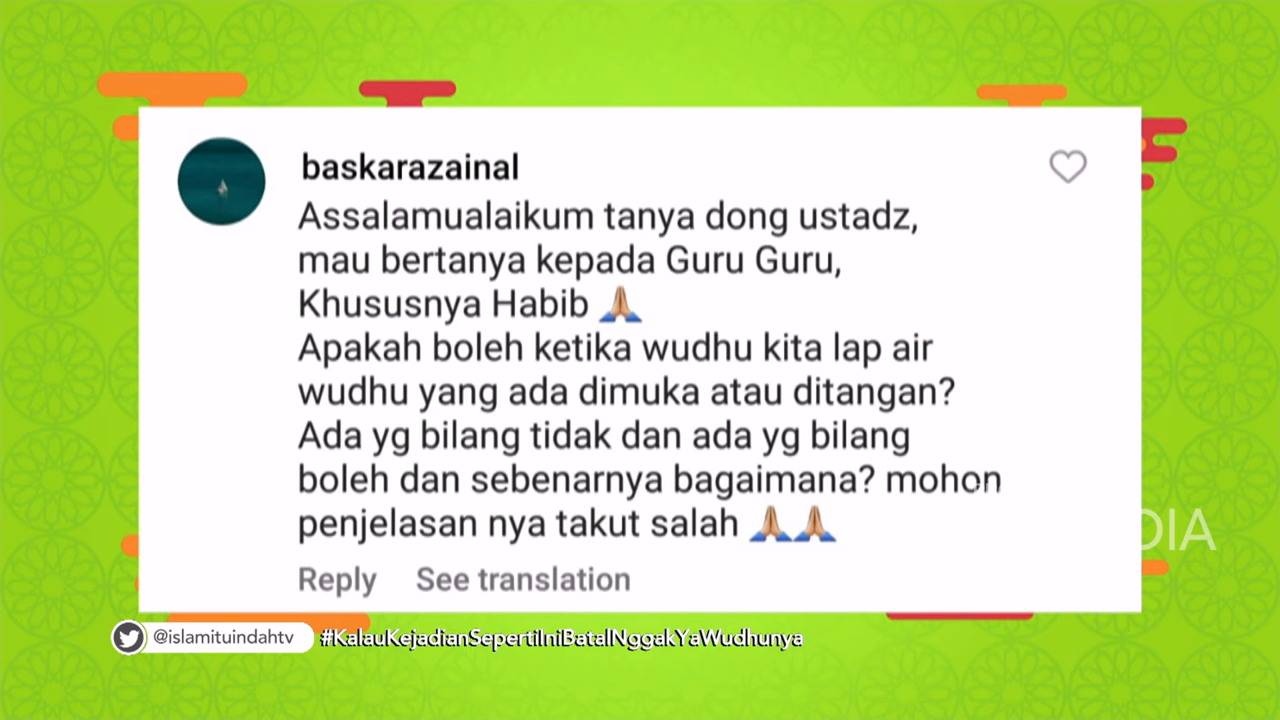 baskarazainal
Assalamualaikum tanya dong ustadz,
mau bertanya kepada Guru Guru,
Khususnya Habib 🙏🏼
Apakah boleh ketika wudhu kita lap air
wudhu yang ada dimuka atau ditangan?
Ada yg bilang tidak dan ada yg bilang
boleh dan sebenarnya bagaimana? mohon
penjelasan nya takut salah 🙏🏼🙏🏼
Reply See translation
@islamituindahtv #KalauKejadianSepertiIniBatalNggakYaWudhunya